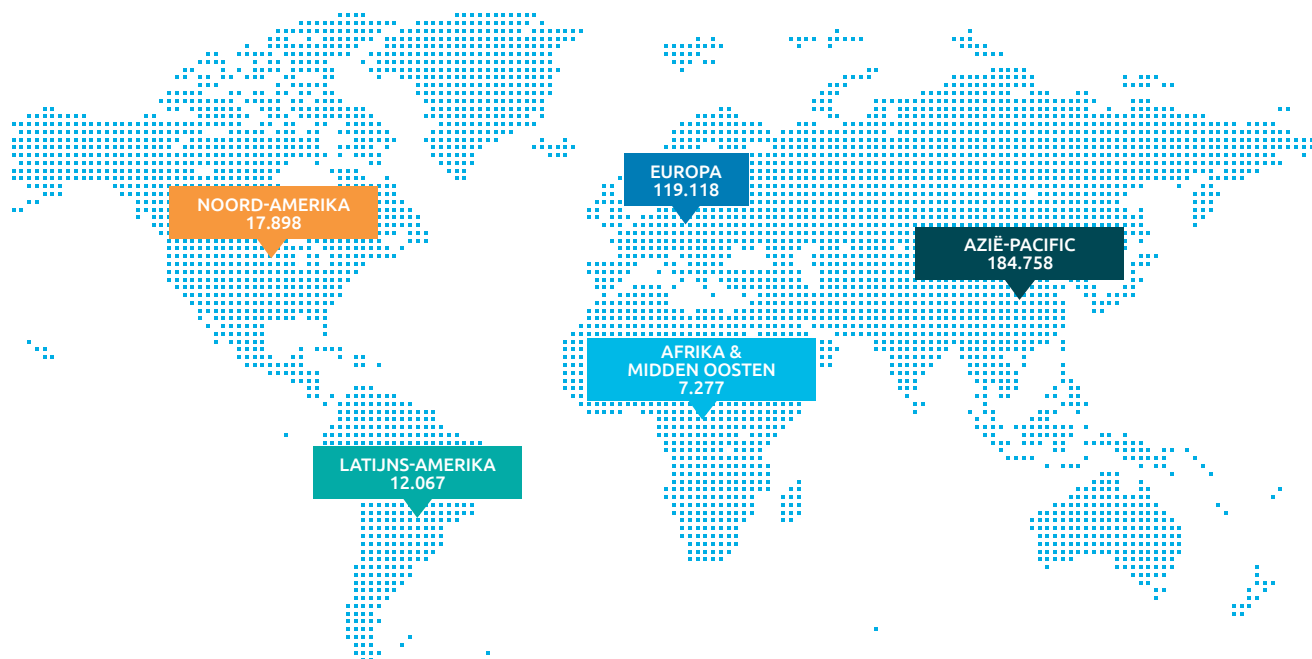 EUROPA
119.118
NOORD-AMERIKA
17.898
AZIË-PACIFIC
184.758
AFRIKA &
MIDDEN OOSTEN
7.277
LATIJNS-AMERIKA
12.067